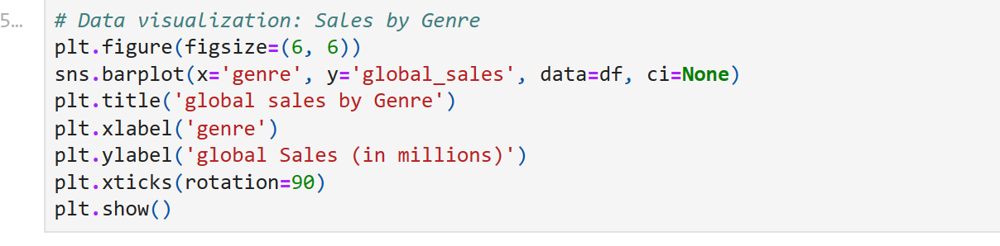 5…
# Data visualization: Sales by Genre
plt.figure(figsize=(6, 6))
sns.barplot(x='genre', y='global_sales', data=df, ci=None)
plt.title('global sales by Genre')
plt.xlabel('genre')
plt.ylabel('global Sales (in millions)')
plt.xticks(rotation=90)
plt.show()